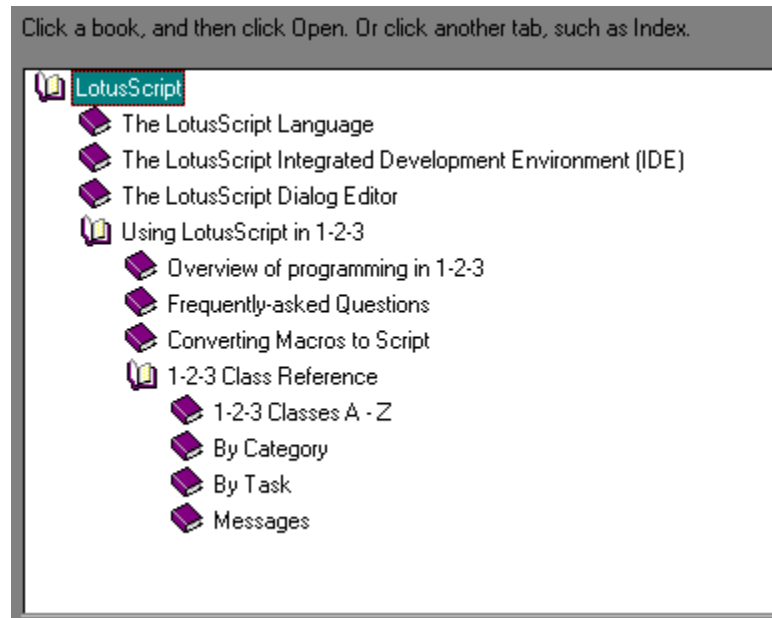 Click a book, and then click Open. Or click another tab, such as Index.
LotusScript
The LotusScript Language
The LotusScript Integrated Development Environment (IDE)
The LotusScript Dialog Editor
Using LotusScript in 1-2-3
Overview of programming in 1-2-3
Frequently-asked Questions
Converting Macros to Script
1-2-3 Class Reference
1-2-3 Classes A - Z
By Category
By Task
Messages